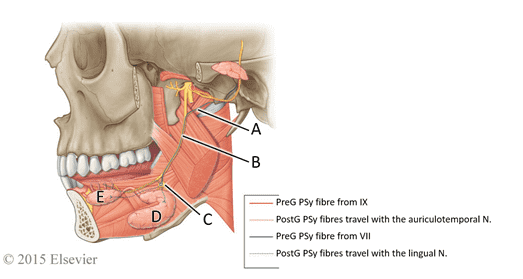 A
B
E
D
C
PreG PSy fibre from IX
PostG PSy fibres travel with the auriculotemporal N.
PreG PSy fibre from VII
PostG PSy fibres travel with the lingual N.
© 2015 Elsevier